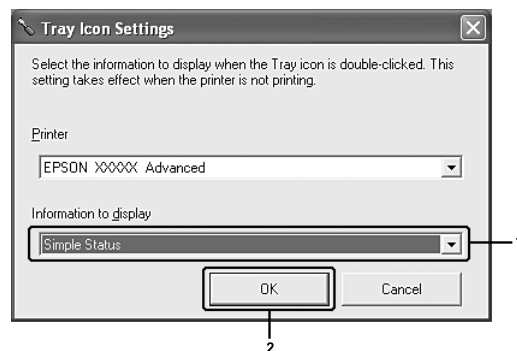 Tray Icon Settings
Select the information to display when the Tray icon is double-clicked. This
setting takes effect when the printer is not printing.
Printer
EPSON XXXXX Advanced
Information to display
Simple Status
OK
Cancel
2